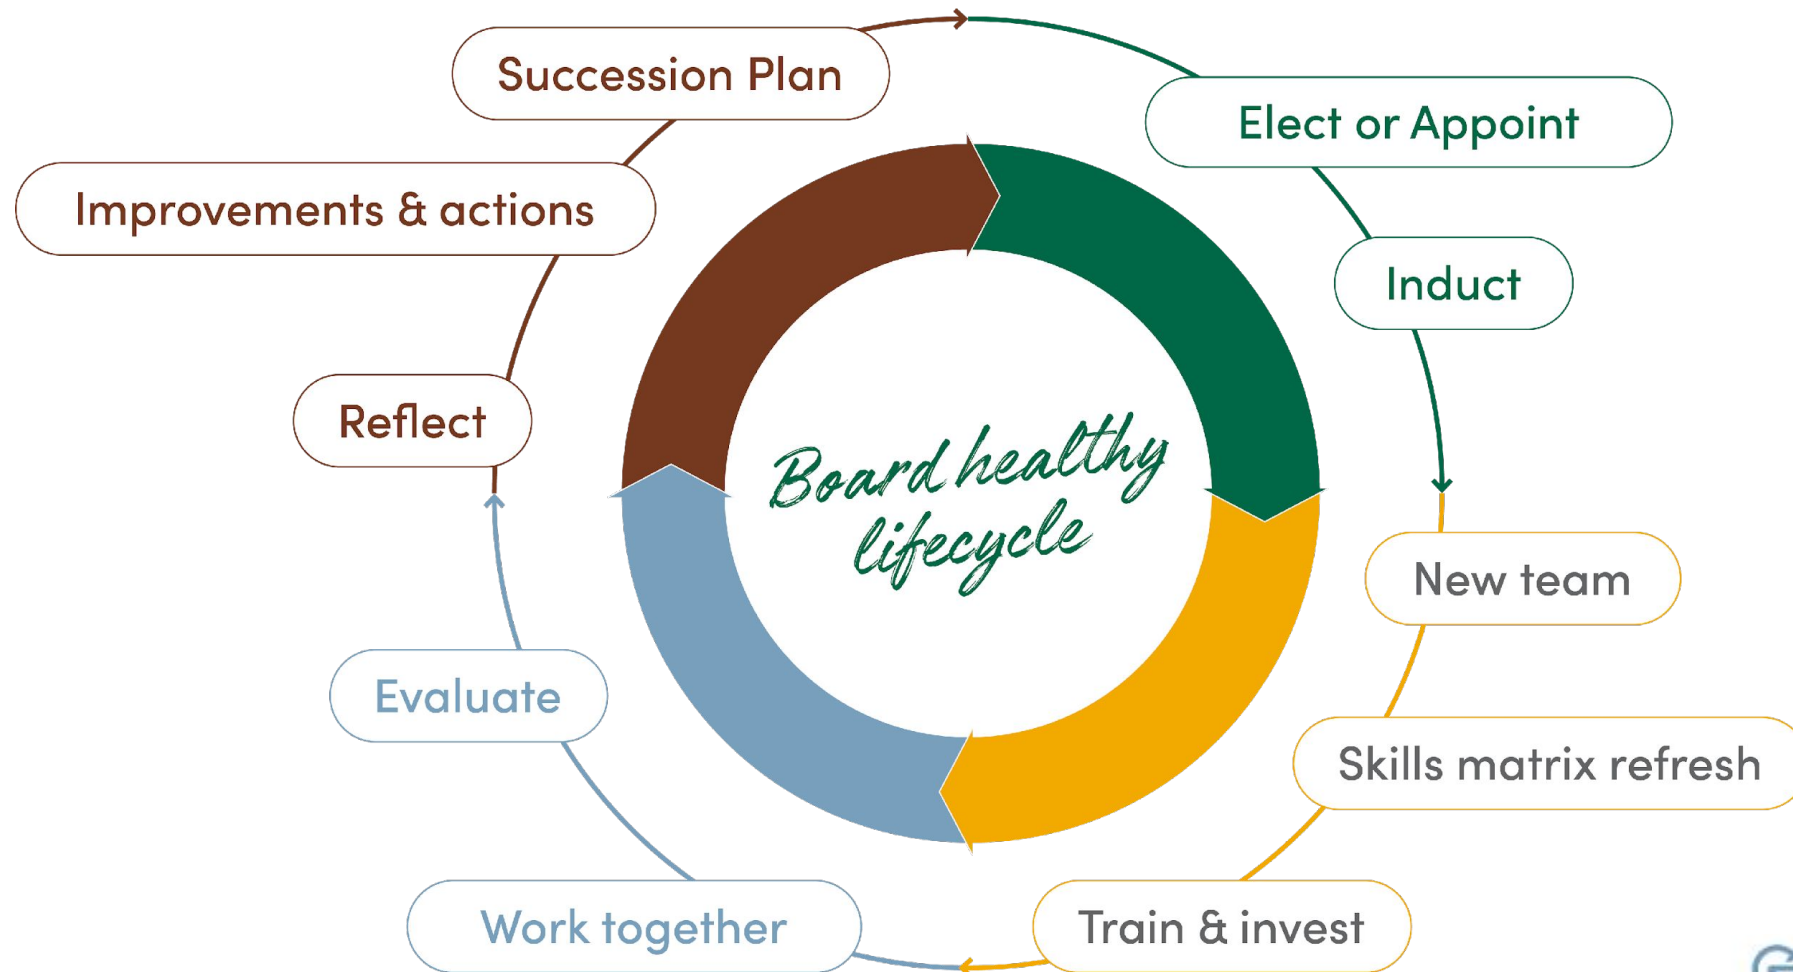 Succession Plan
Elect or Appoint
Improvements & actions
Induct
Reflect
Board healthy
lifecycle
New team
Evaluate
Skills matrix refresh
Work together
Train & invest